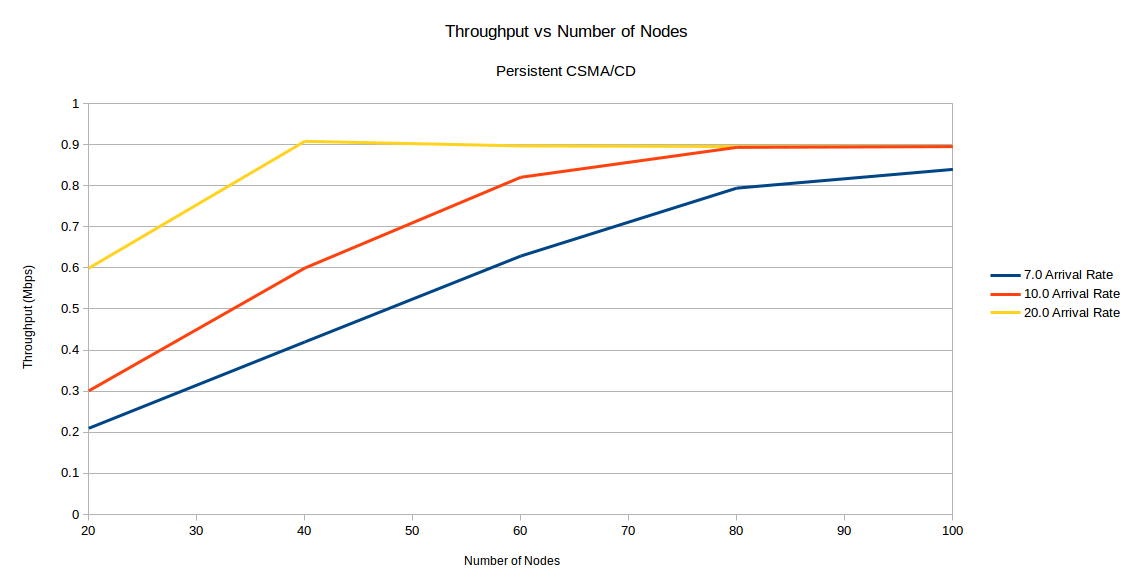 Throughput vs Number of Nodes
Persistent CSMA/CD
Throughput (Mbps)
1
0.9
0.8
0.7
0.6
0.5
0.4
0.3
0.2
0.1
0
20 30 40 50 60 70 80 90 100
Number of Nodes
7.0 Arrival Rate
10.0 Arrival Rate
20.0 Arrival Rate